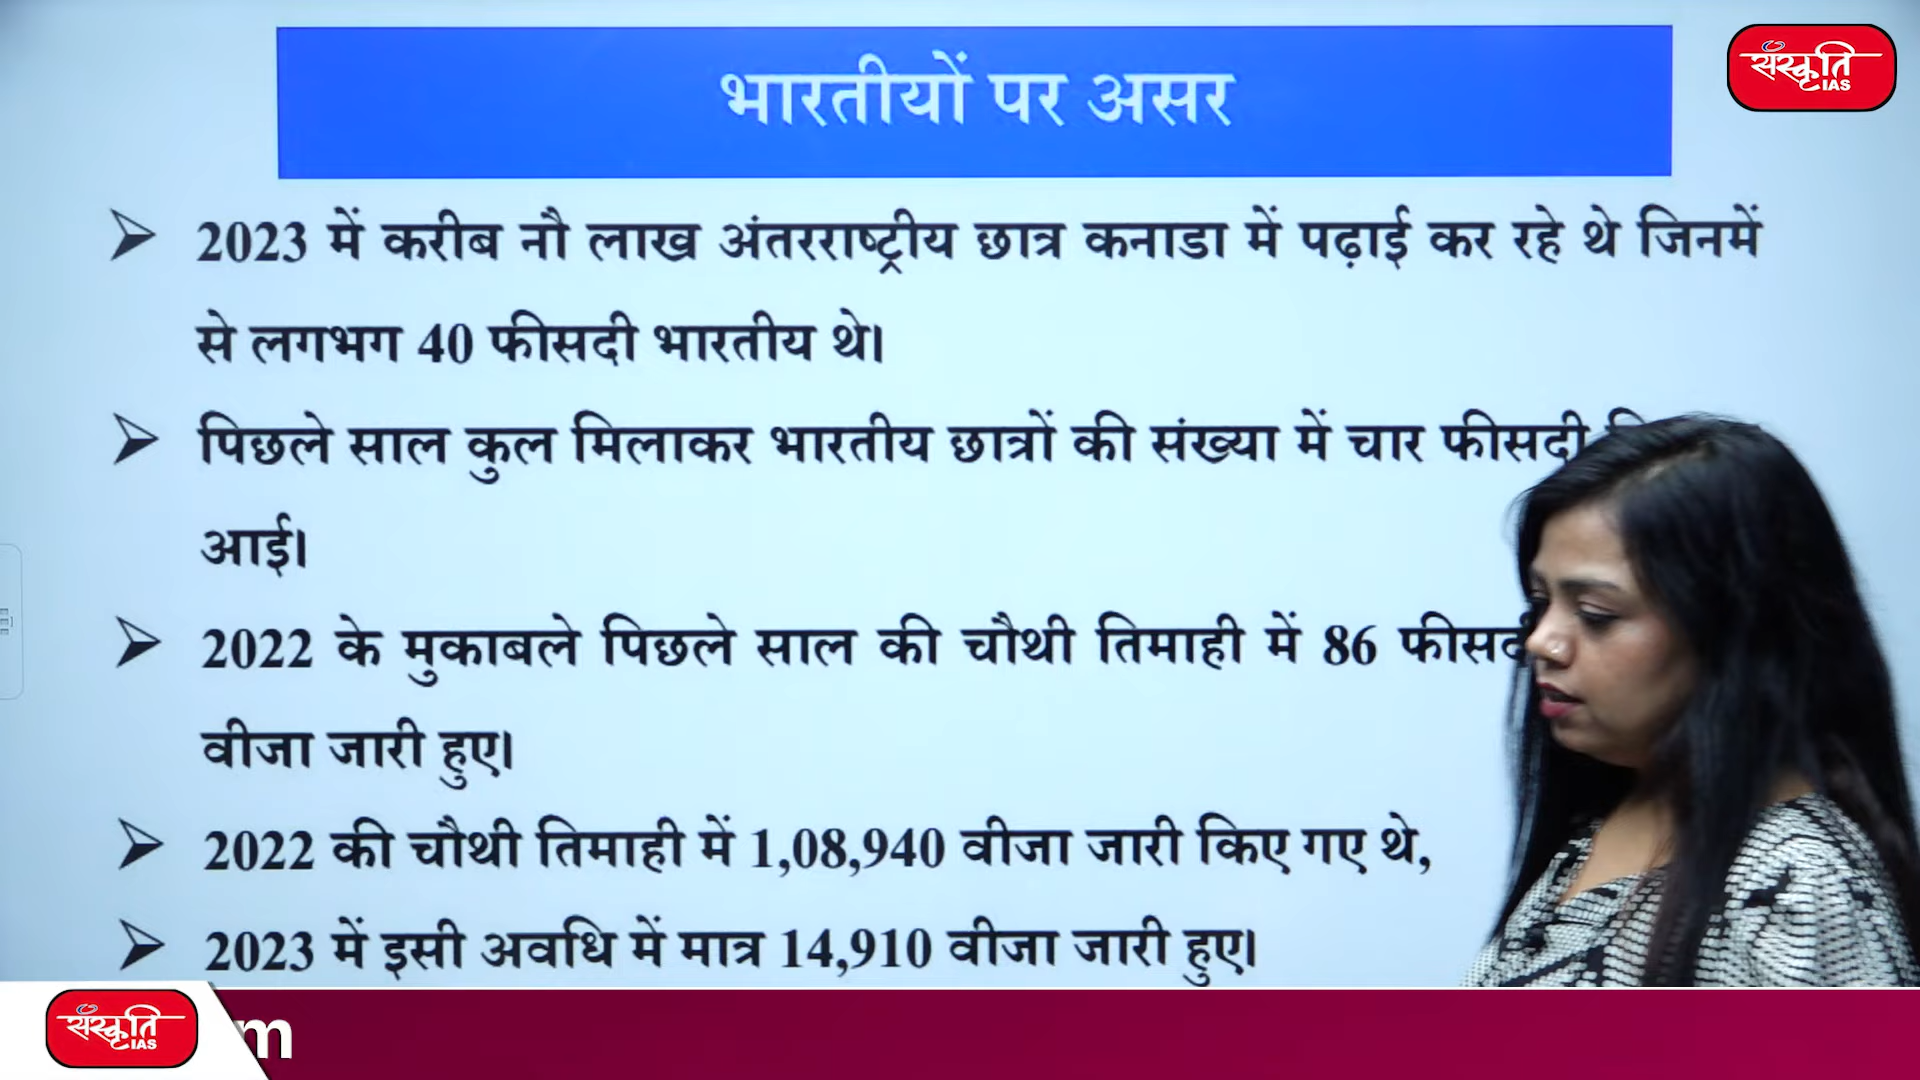 भारतीयों पर असर
संस्कृति
IAS
2023 में करीब नौ लाख अंतरराष्ट्रीय छात्र कनाडा में पढ़ाई कर रहे थे जिनमें
से लगभग 40 फीसदी भारतीय थे।
पिछले साल कुल मिलाकर भारतीय छात्रों की संख्या में चार फीसदी
आई।
2022 के मुकाबले पिछले साल की चौथी तिमाही में 86 फीसदी
वीजा जारी हुए।
2022 की चौथी तिमाही में 1,08,940 वीजा जारी किए गए थे,
2023 में इसी अवधि में मात्र 14,910 वीजा जारी हुए।
संस्कृति
IAS
m